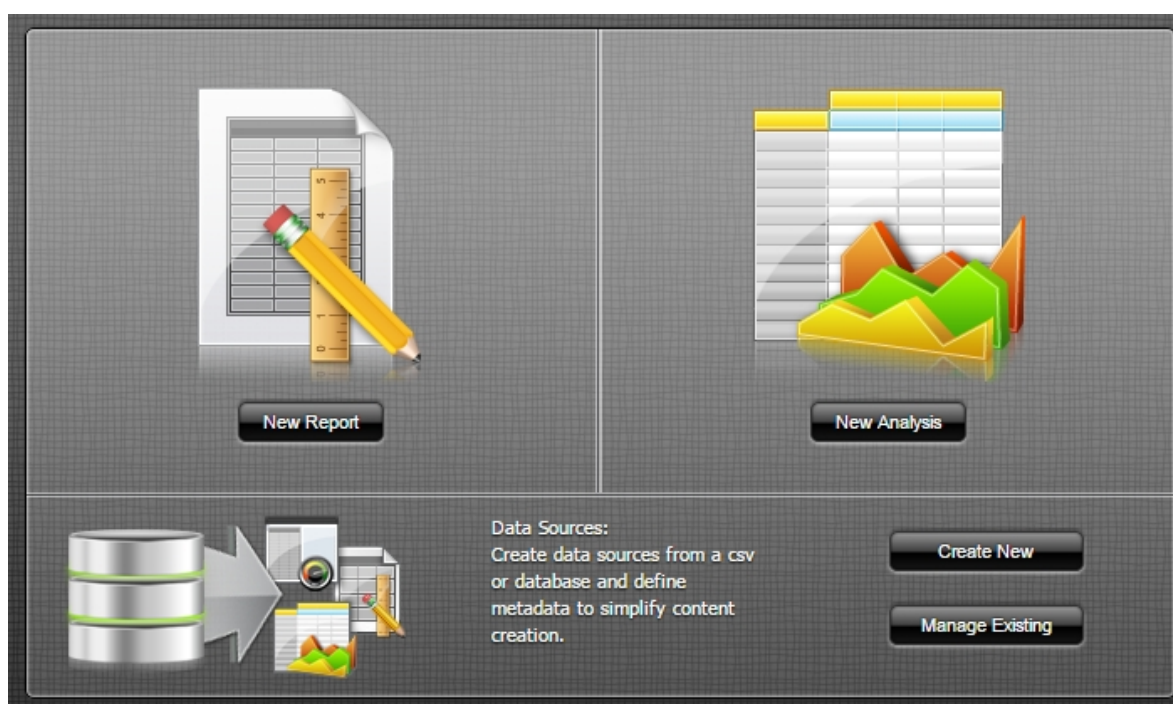 New Report
New Analysis
Data Sources:
Create data sources from a csv
or database and define
metadata to simplify content
creation.
Create New
Manage Existing